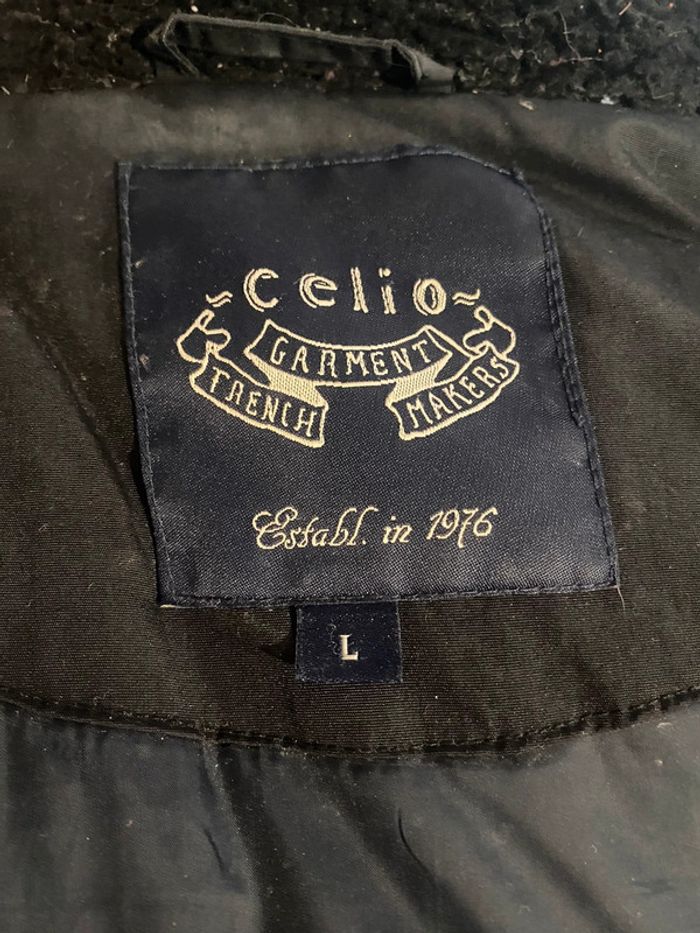 ~celio~
GARMENT
FRENCH MAKERS
Establ. in 1976
L